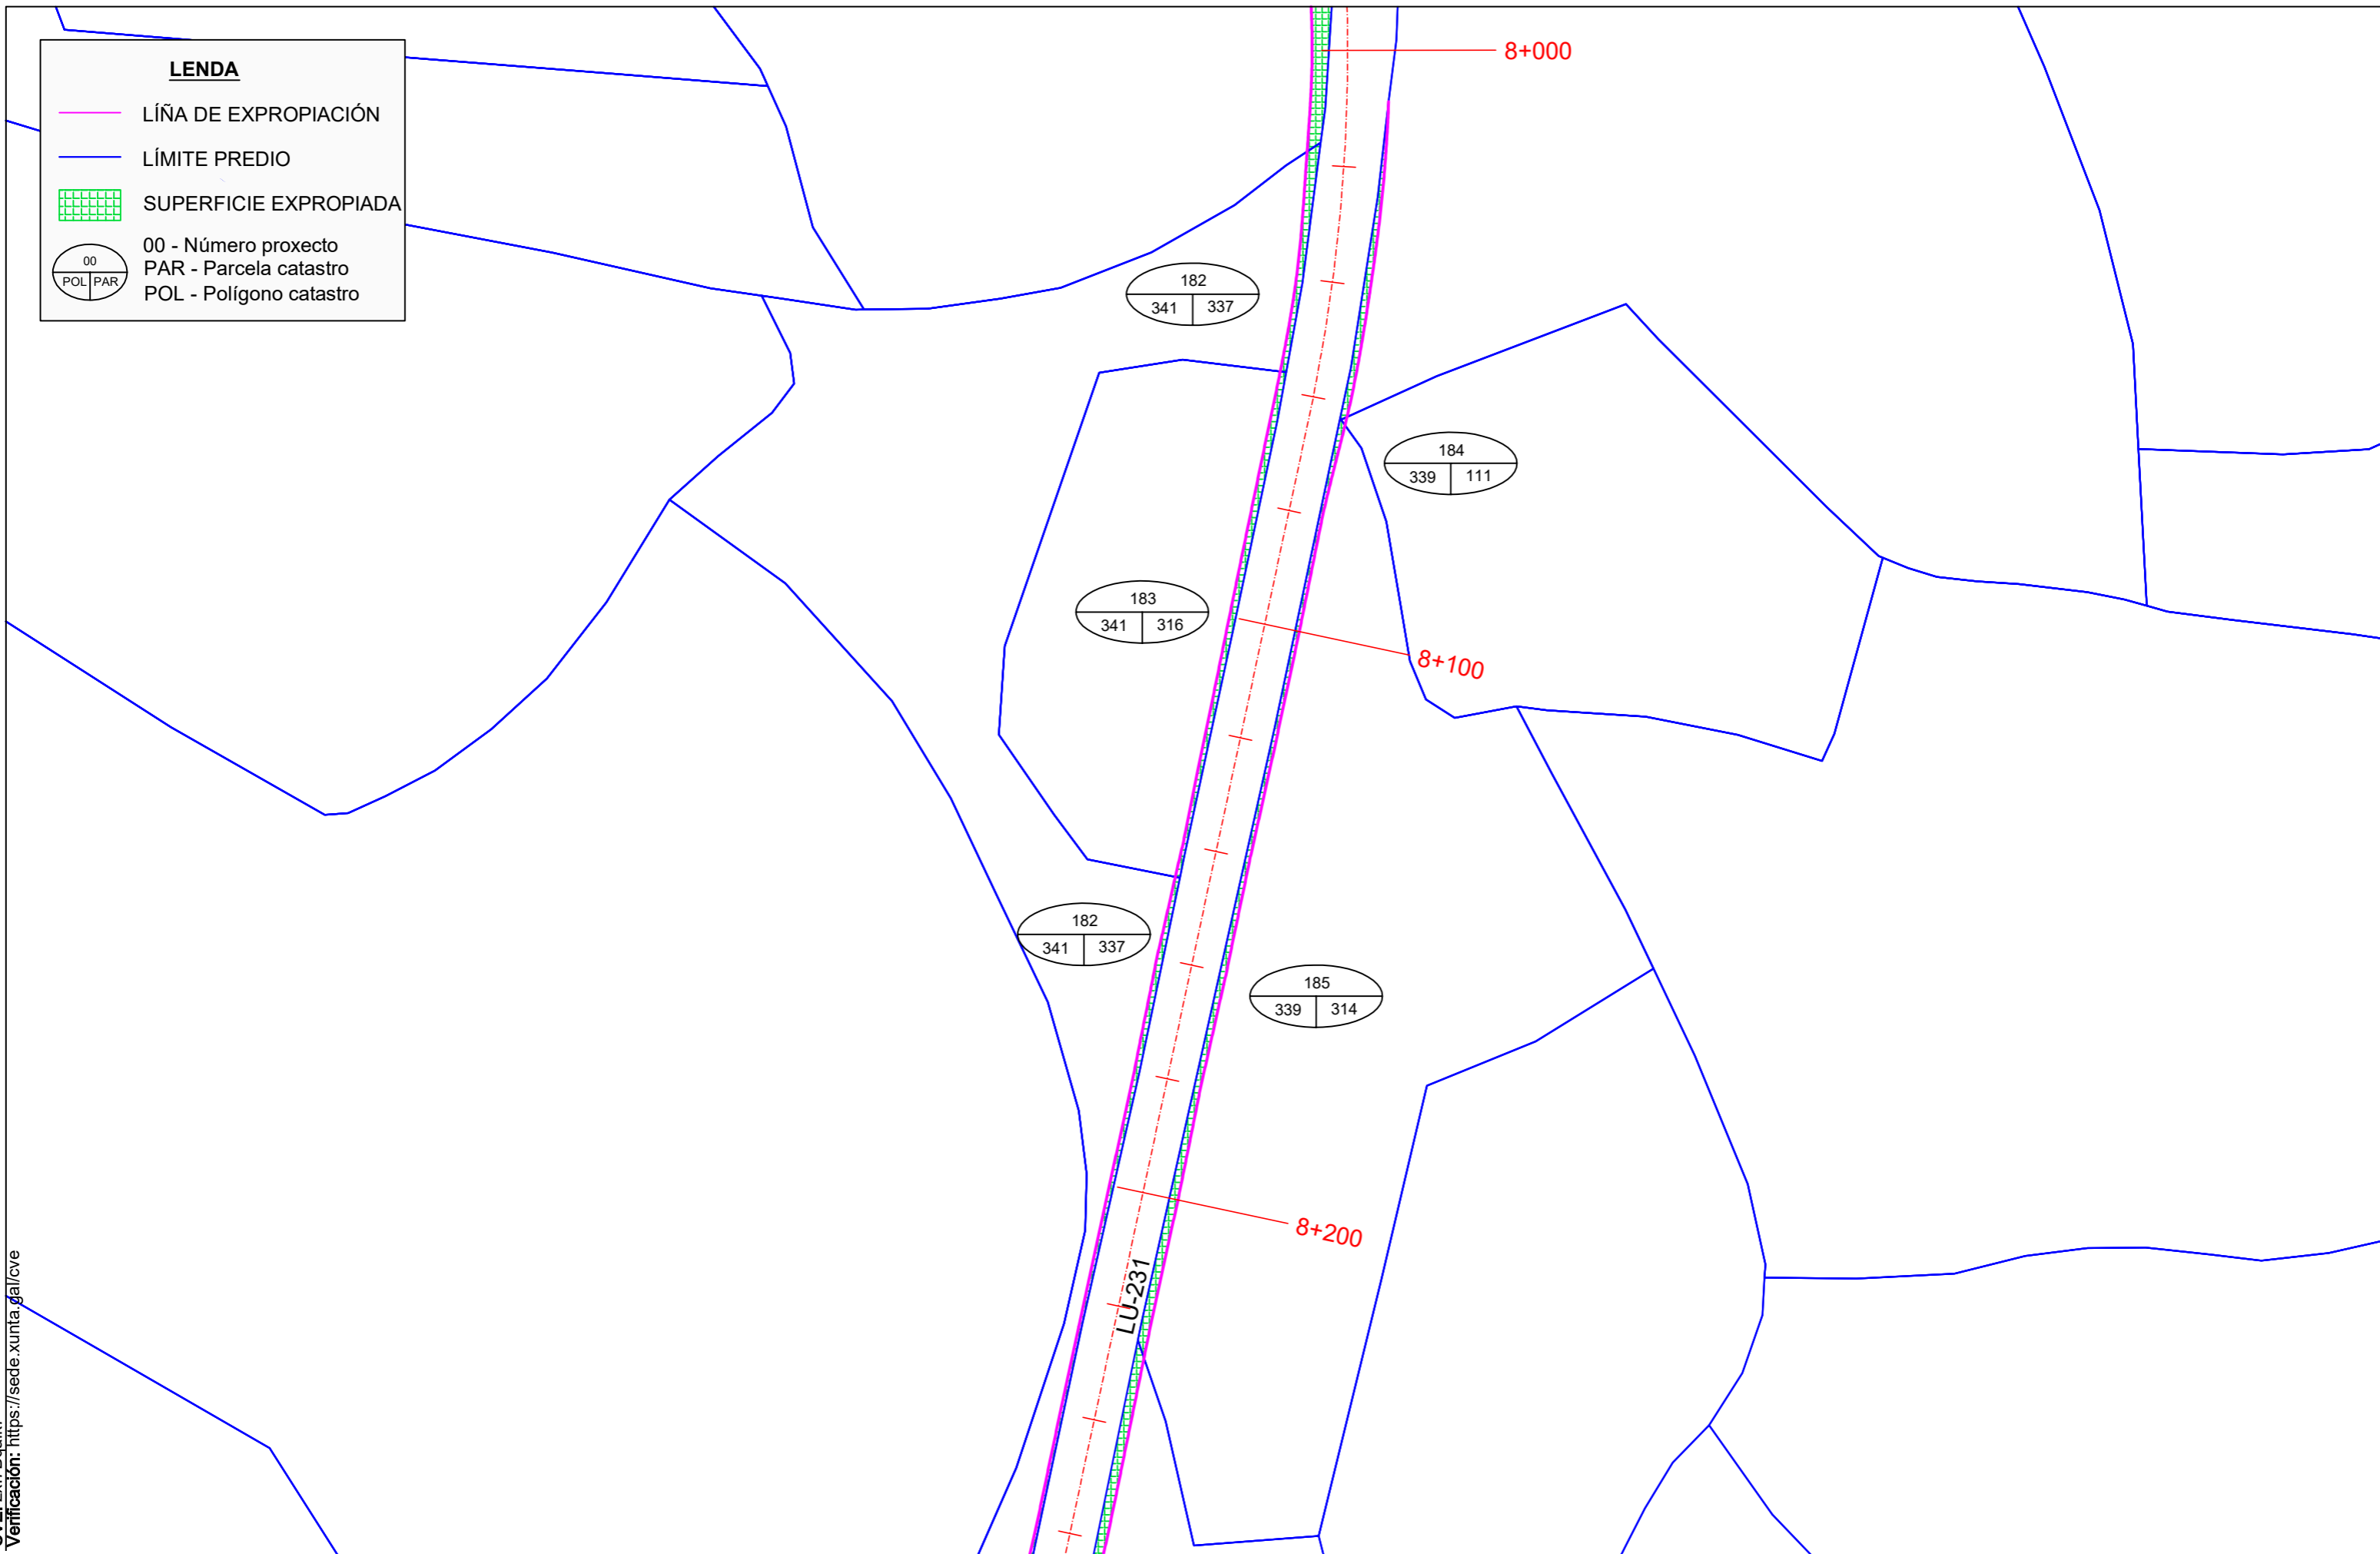 LENDA
LÍÑA DE EXPROPIACIÓN
LÍMITE PREDIO
SUPERFICIE EXPROPIADA
00
POL PAR
00 - Número proxecto
PAR - Parcela catastro
POL - Polígono catastro
8+000
182
341 337
184
339 111
183
341 316
8+100
182
341 337
185
339 314
8+200
LU-231
Verificación: https://sede.xunta.gal/cve